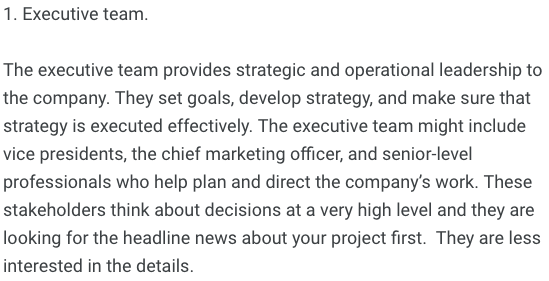 1. Executive team.
The executive team provides strategic and operational leadership to
the company. They set goals, develop strategy, and make sure that
strategy is executed effectively. The executive team might include
vice presidents, the chief marketing officer, and senior-level
professionals who help plan and direct the company’s work. These
stakeholders think about decisions at a very high level and they are
looking for the headline news about your project first.  They are less
interested in the details.